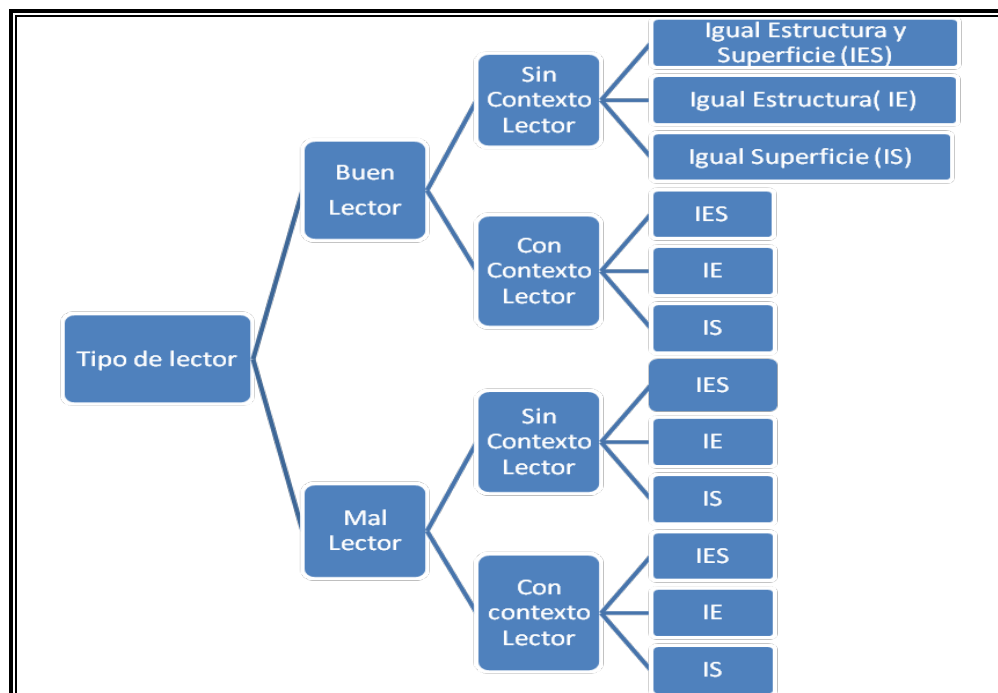 Tipo de lector
Buen
Lector
Sin
Contexto
Lector
Igual Estructura y
Superficie (IES)
Igual Estructura( IE)
Igual Superficie (IS)
Con
Contexto
Lector
IES
IE
IS
Mal
Lector
Sin
Contexto
Lector
IES
IE
IS
Con
contexto
Lector
IES
IE
IS